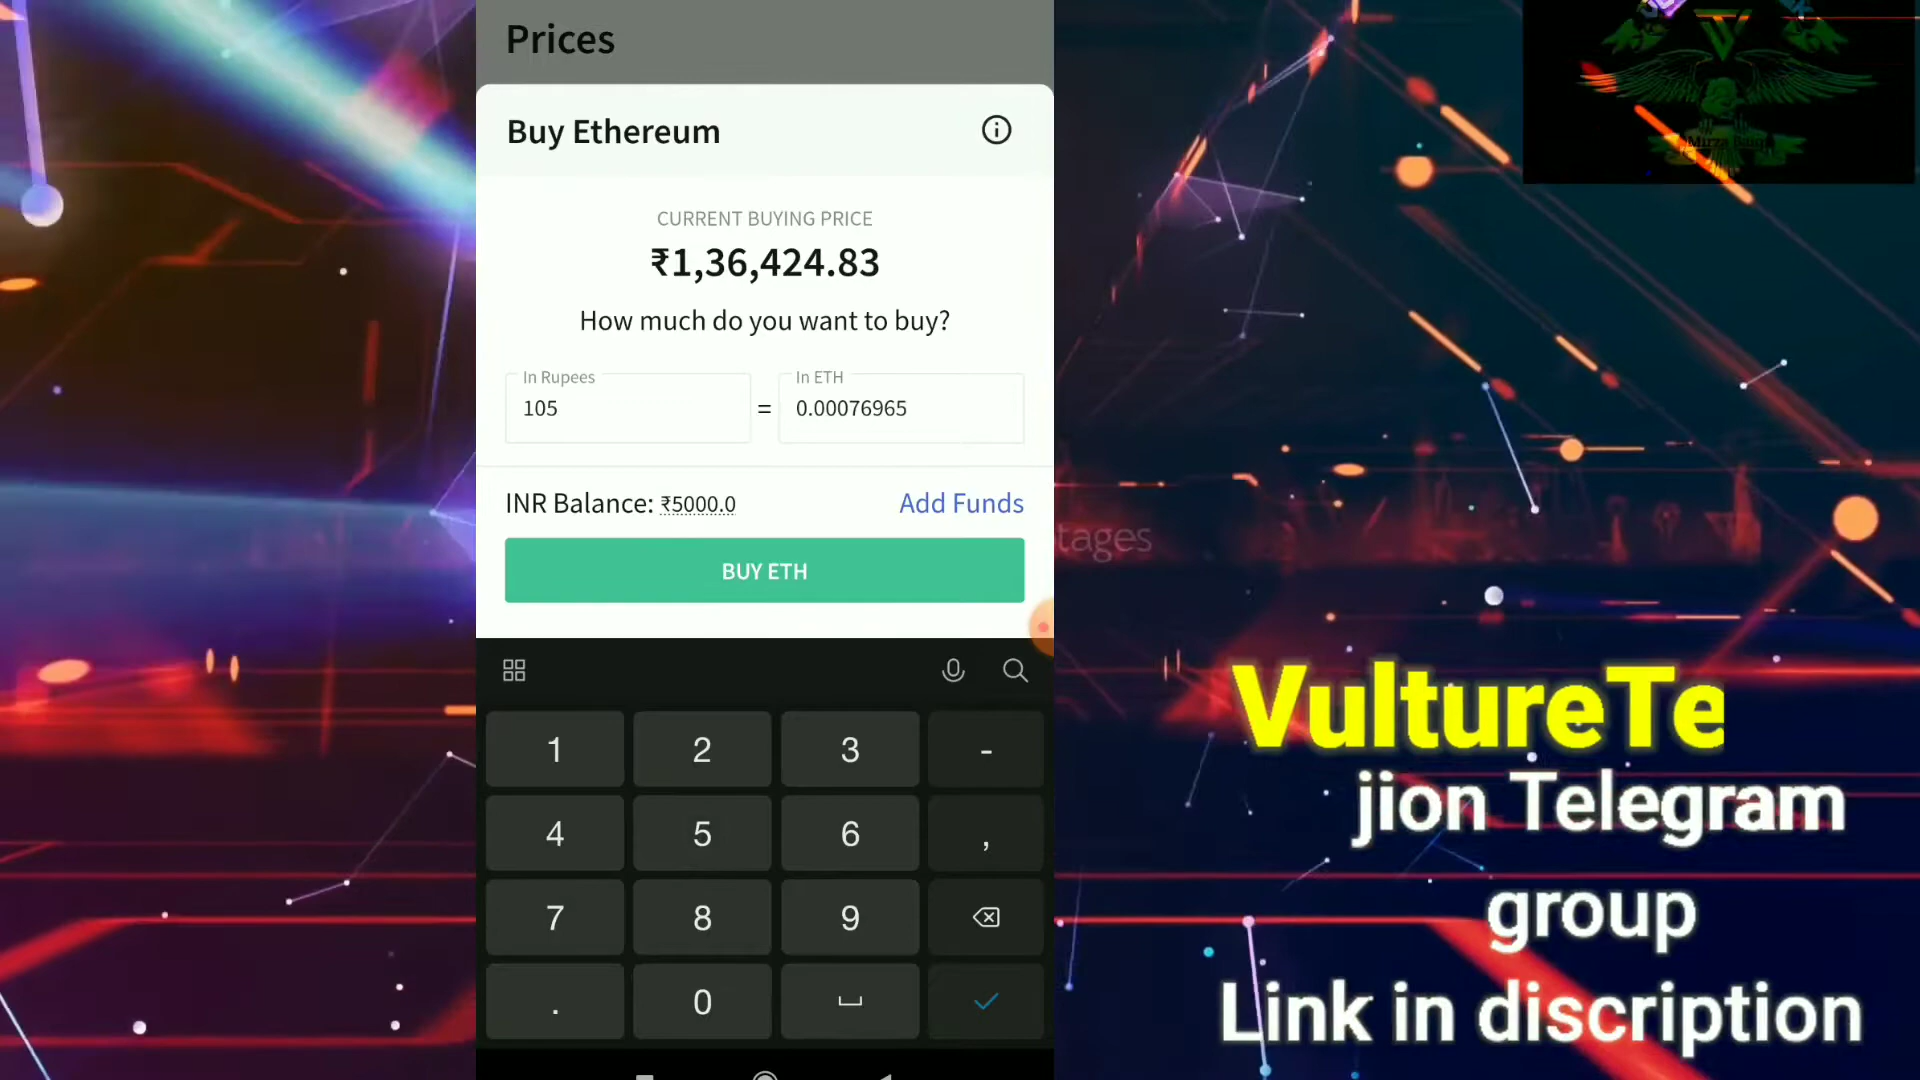 Prices
Buy Ethereum
CURRENT BUYING PRICE
₹1,36,424.83
How much do you want to buy?
In Rupees
105
=
In ETH
0.00076965
INR Balance: ₹5000.0
Add Funds
BUY ETH
1 2 3 -
4 5 6 ,
7 8 9
. 0
tages
Mirza Baig
VultureTe
jion Telegram
group
Link in discription